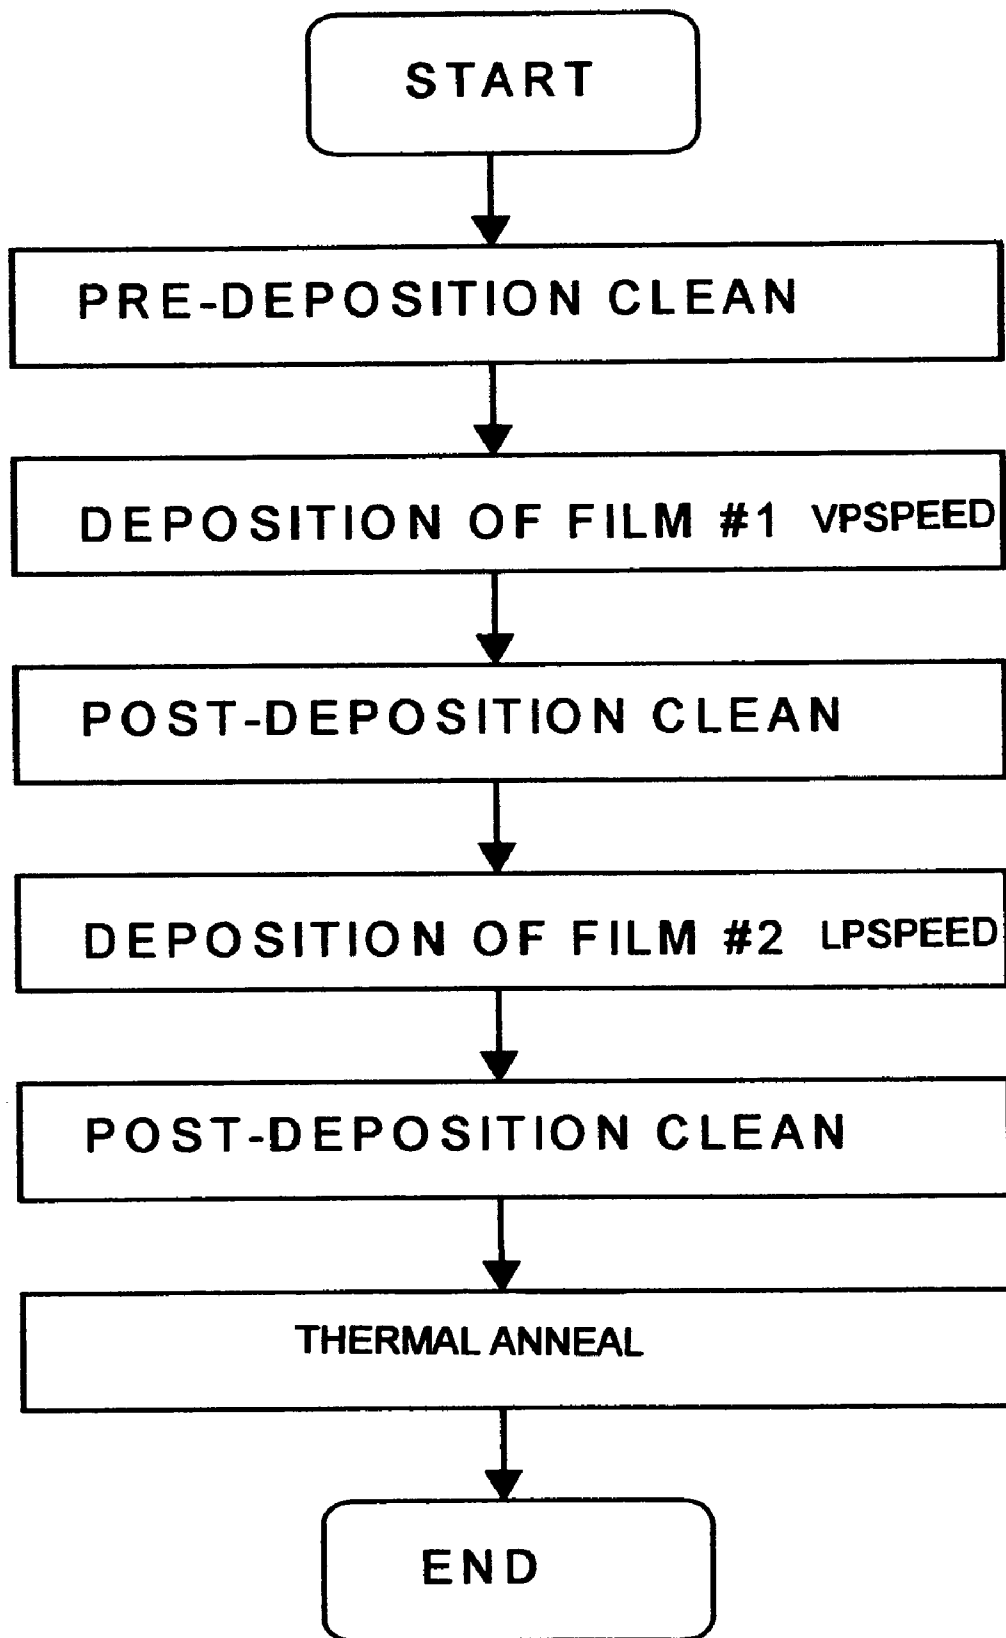 START
PRE-DEPOSITION CLEAN
DEPOSITION OF FILM #1 VPSPEED
POST-DEPOSITION CLEAN
DEPOSITION OF FILM #2 LPSPEED
POST-DEPOSITION CLEAN
THERMAL ANNEAL
END